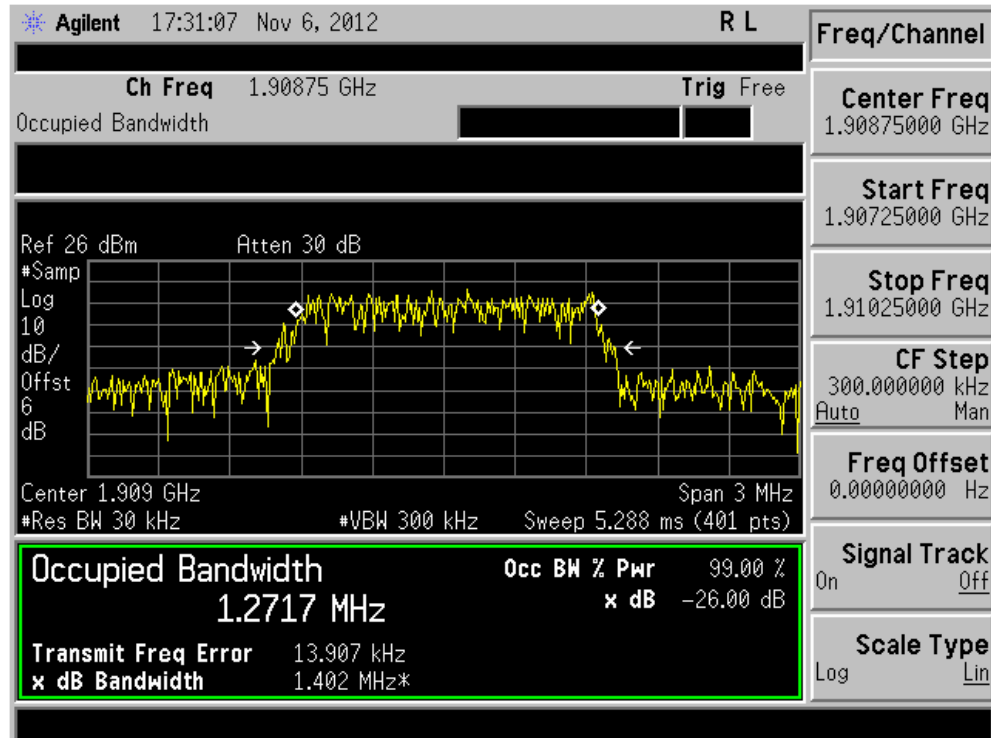 Agilent 17:31:07 Nov 6, 2012 R L
Ch Freq 1.90875 GHz Trig Free
Occupied Bandwidth
Ref 26 dBm Atten 30 dB
#Samp
Log
10
dB/
Offst
6
dB
Center 1.909 GHz Span 3 MHz
#Res BW 30 kHz #VBW 300 kHz Sweep 5.288 ms (401 pts)
Occupied Bandwidth Occ BW % Pwr 99.00 %
1.2717 MHz x dB -26.00 dB
Transmit Freq Error 13.907 kHz
x dB Bandwidth 1.402 MHz*
Freq/Channel
Center Freq
1.90875000 GHz
Start Freq
1.90725000 GHz
Stop Freq
1.91025000 GHz
CF Step
300.000000 kHz
Auto Man
Freq Offset
0.00000000 Hz
Signal Track
On Off
Scale Type
Log Lin